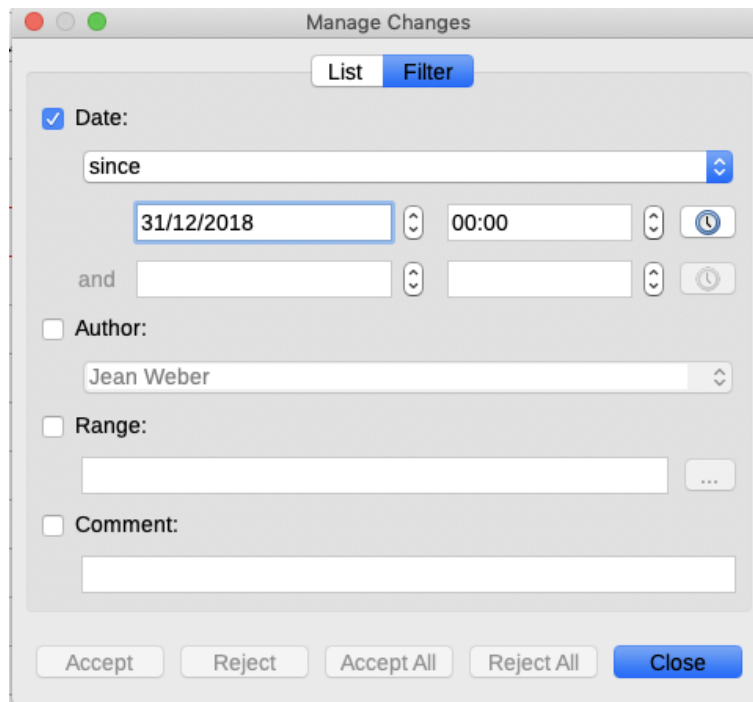 Manage Changes
List Filter
Date:
since
31/12/2018 00:00
and
Author:
Jean Weber
Range:
...
Comment:
Accept Reject Accept All Reject All Close